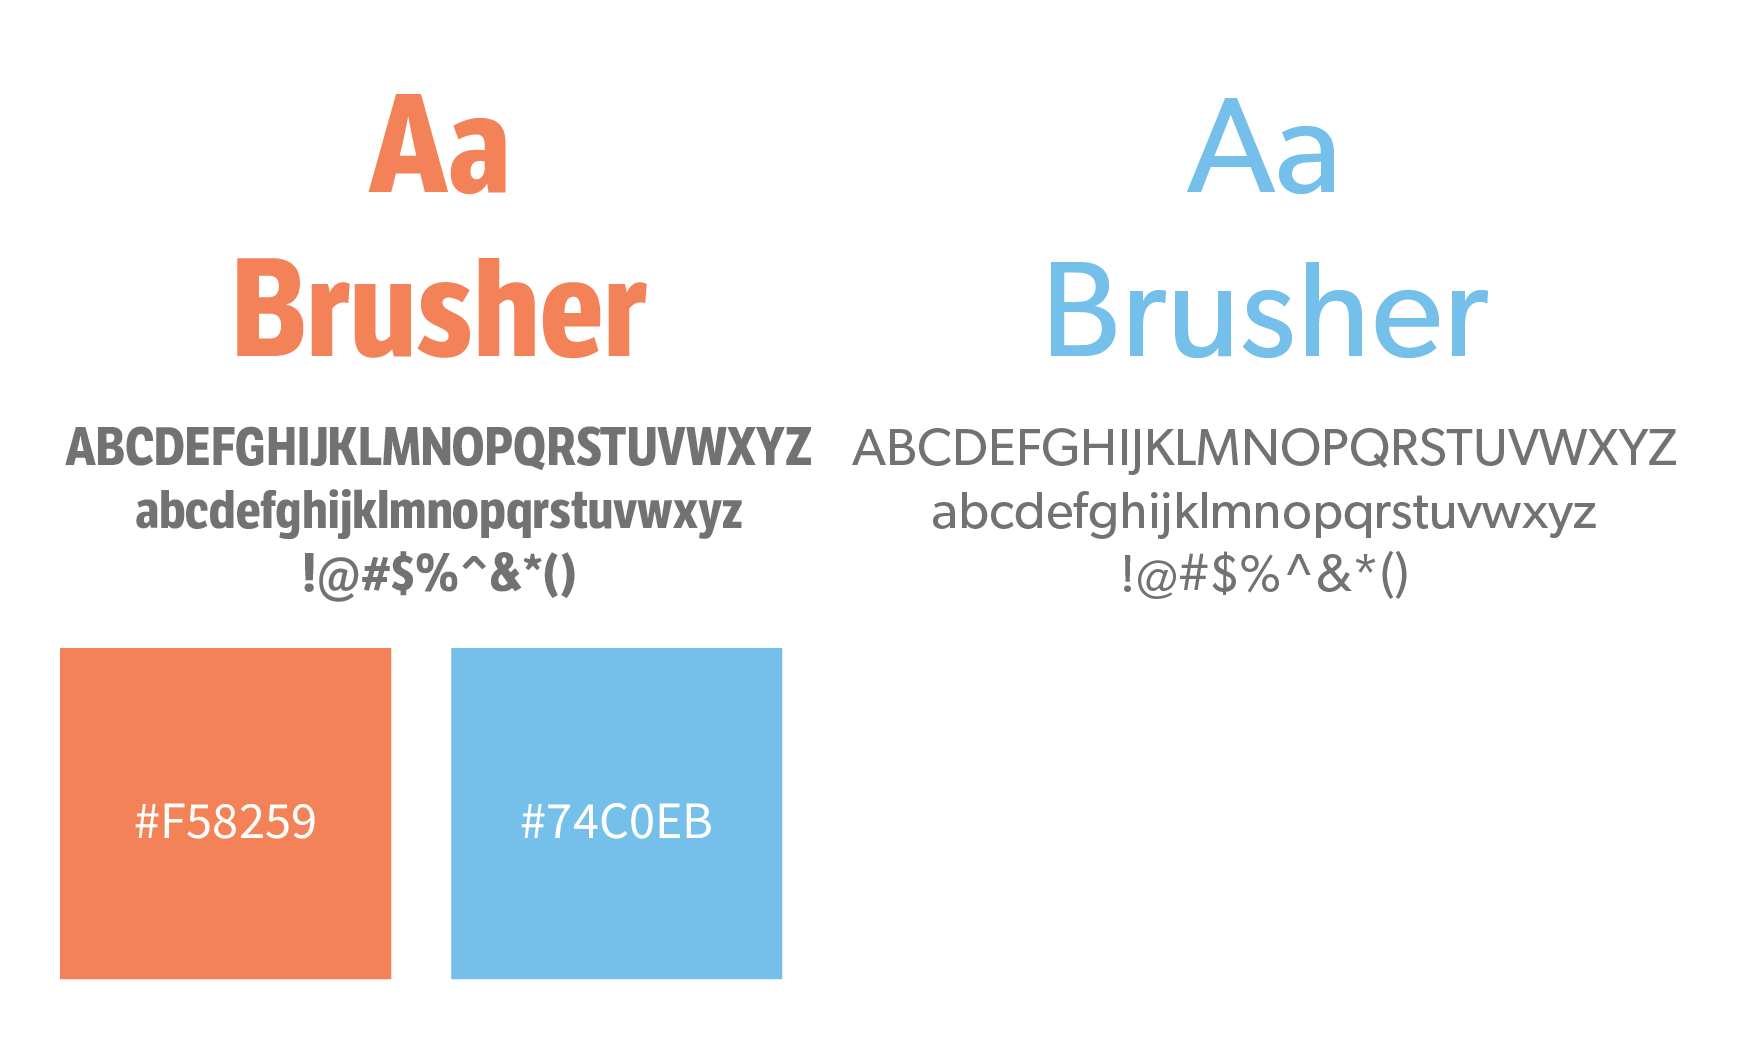 Aa
Brusher
ABCDEFGHIJKLMNOPQRSTUVWXYZ
abcdefghijklmnopqrstuvwxyz
!@#$%^&*()
Aa
Brusher
ABCDEFGHIJKLMNOPQRSTUVWXYZ
abcdefghijklmnopqrstuvwxyz
!@#$%^&*()
#F58259
#74C0EB